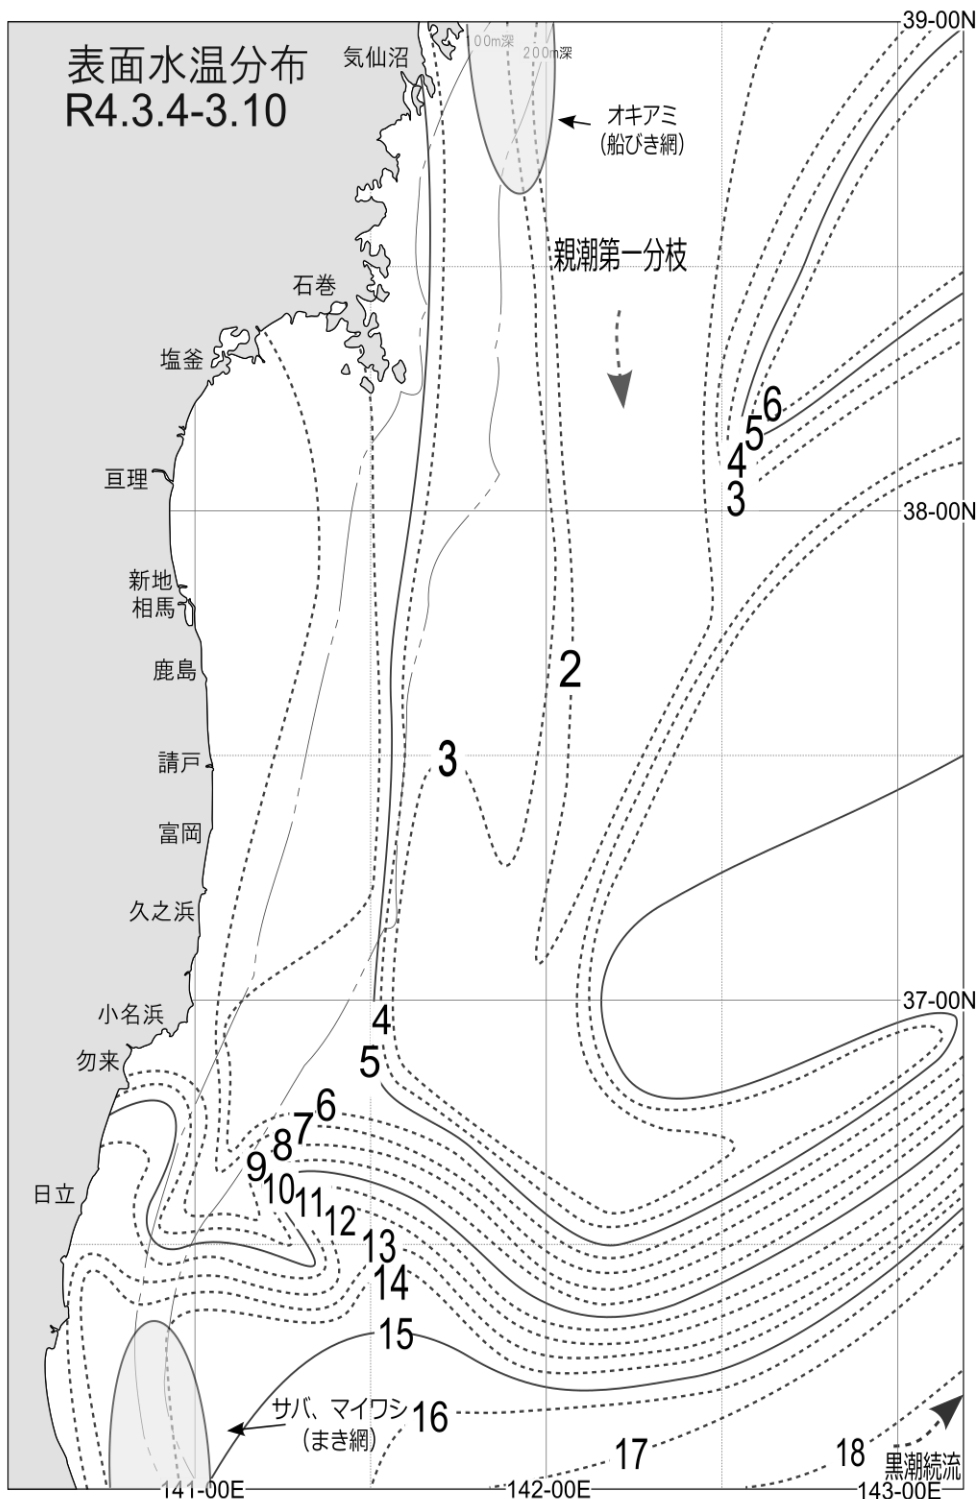 39-00N
表面水温分布
R4.3.4-3.10
気仙沼
100m深
200m深
オキアミ
(船びき網)
親潮第一分枝
石巻
塩釜
6
5
4
3
亘理
38-00N
新地
相馬
鹿島
2
請戸
3
富岡
久之浜
小名浜
37-00N
4
勿来
5
6
7
8
9
10
11
12
13
14
日立
15
サバ、マイワシ
(まき網)
16
17
18
黒潮続流
141-00E
142-00E
143-00E